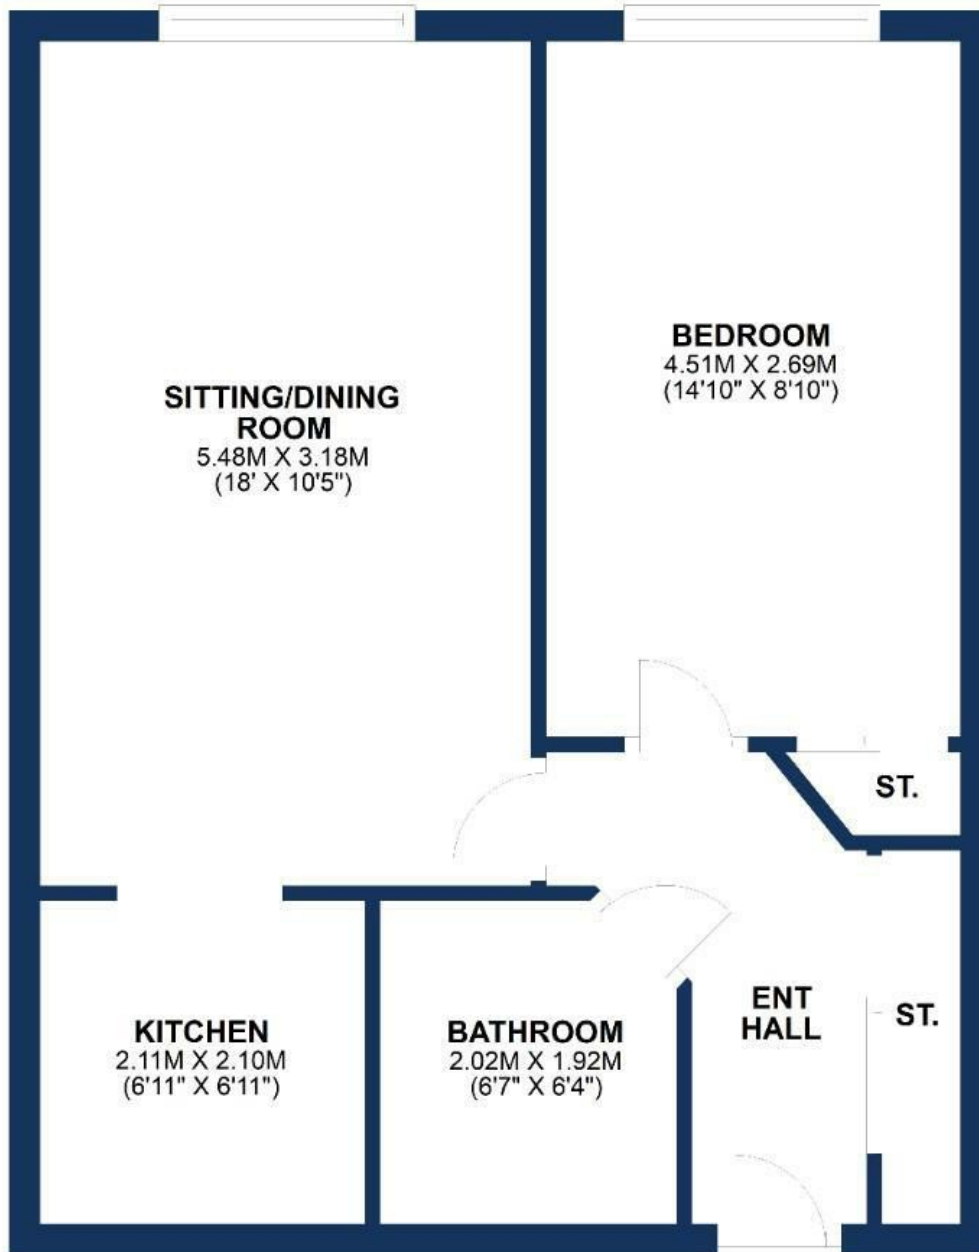 SITTING/DINING
ROOM
5.48M X 3.18M
(18' X 10'5")
BEDROOM
4.51M X 2.69M
(14'10" X 8'10")
ST.
KITCHEN
2.11M X 2.10M
(6'11" X 6'11")
BATHROOM
2.02M X 1.92M
(6'7" X 6'4")
ENT
HALL
ST.